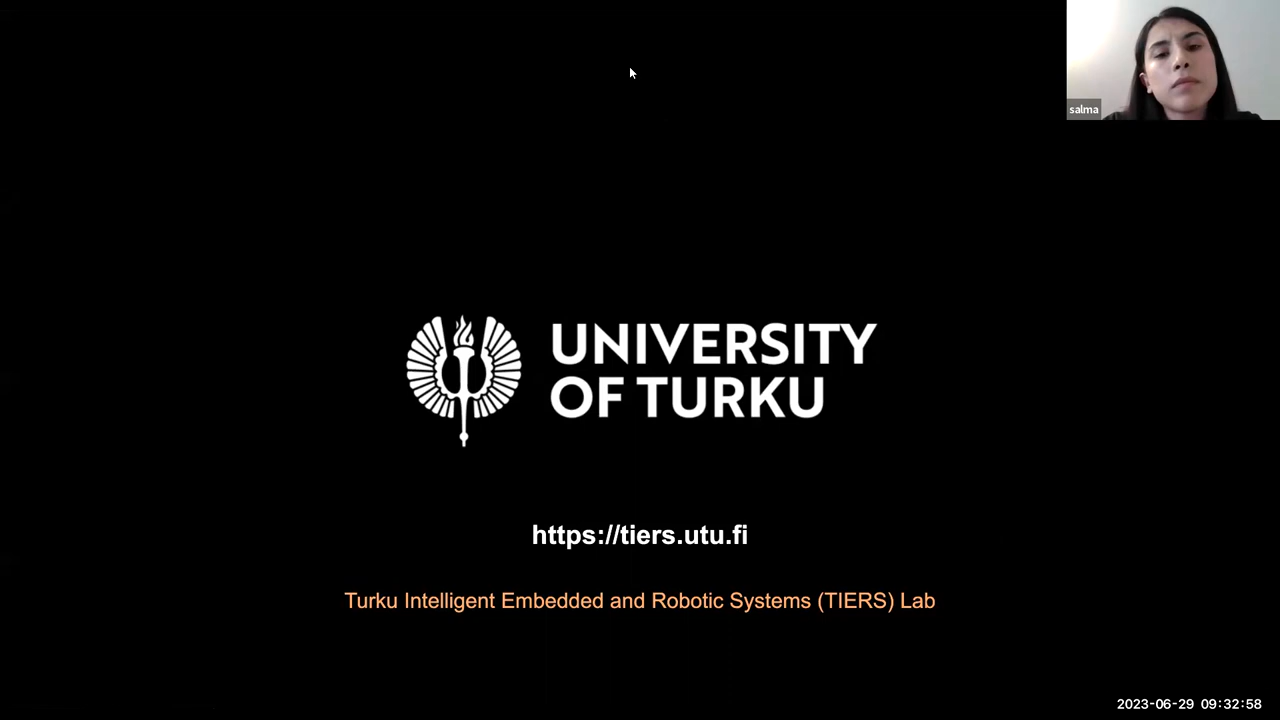 salma
UNIVERSITY
OF TURKU
https://tiers.utu.fi
Turku Intelligent Embedded and Robotic Systems (TIERS) Lab
2023-06-29 09:32:58